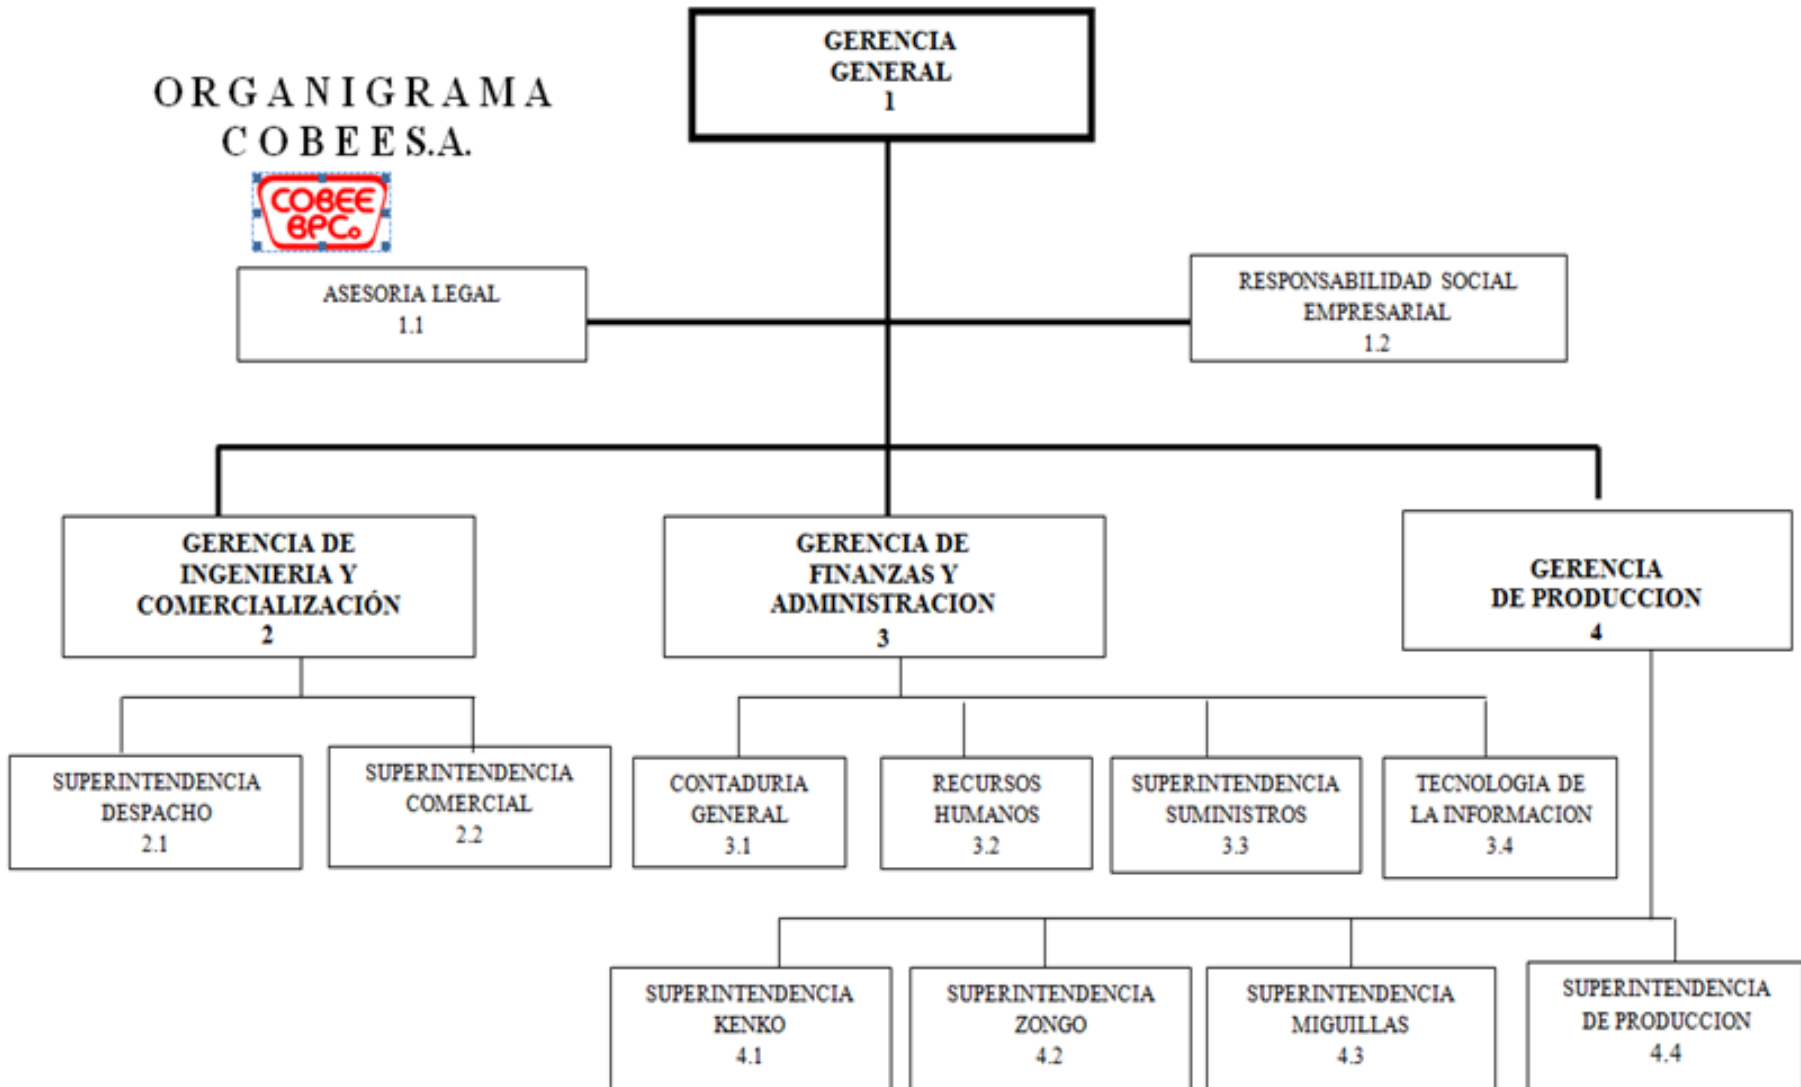 GERENCIA
GENERAL
1
O R G A N I G R A M A
C O B E E S.A.
COBEE
BPCo
ASESORIA LEGAL
1.1
RESPONSABILIDAD SOCIAL
EMPRESARIAL
1.2
GERENCIA DE
INGENIERIA Y
COMERCIALIZACIÓN
2
GERENCIA DE
FINANZAS Y
ADMINISTRACION
3
GERENCIA
DE PRODUCCION
4
SUPERINTENDENCIA
DESPACHO
2.1
SUPERINTENDENCIA
COMERCIAL
2.2
CONTADURIA
GENERAL
3.1
RECURSOS
HUMANOS
3.2
SUPERINTENDENCIA
SUMINISTROS
3.3
TECNOLOGIA DE
LA INFORMACION
3.4
SUPERINTENDENCIA
KENKO
4.1
SUPERINTENDENCIA
ZONGO
4.2
SUPERINTENDENCIA
MIGUILLAS
4.3
SUPERINTENDENCIA
DE PRODUCCION
4.4